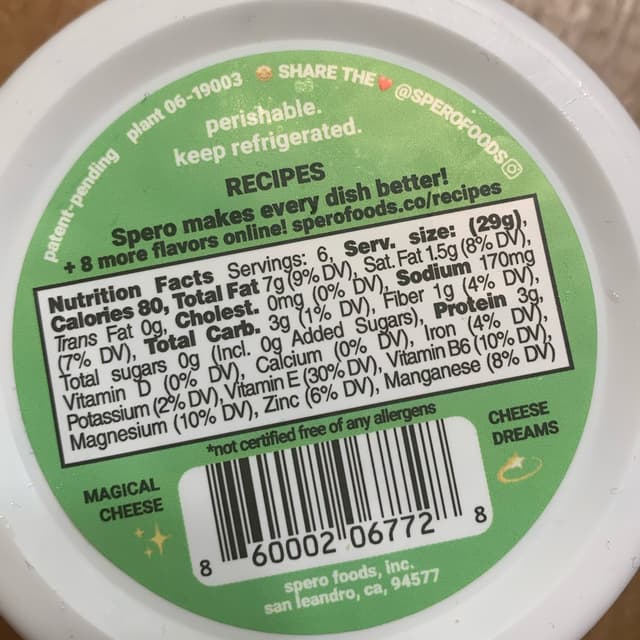 patent-pending plant 06-19003 SHARE THE @SPEROFOODS
perishable.
keep refrigerated.
RECIPES
Spero makes every dish better!
+ 8 more flavors online! sperofoods.co/recipes
Nutrition Facts Servings: 6, Serv. size: (29g),
Calories 80, Total Fat 7g (9% DV), Sat. Fat 1.5g (8% DV),
Trans Fat 0g, Cholest. 0mg (0% DV), Sodium 170mg
(7% DV), Total Carb. 3g (1% DV), Fiber 1g (4% DV),
Total sugars 0g (Incl. 0g Added Sugars), Protein 3g,
Vitamin D (0% DV), Calcium (0% DV), Iron (4% DV),
Potassium (2% DV), Vitamin E (30% DV), Vitamin B6 (10% DV),
Magnesium (10% DV), Zinc (6% DV), Manganese (8% DV)
*not certified free of any allergens
MAGICAL
CHEESE
CHEESE
DREAMS
8 60002 06772 8
spero foods, inc.
san leandro, ca, 94577